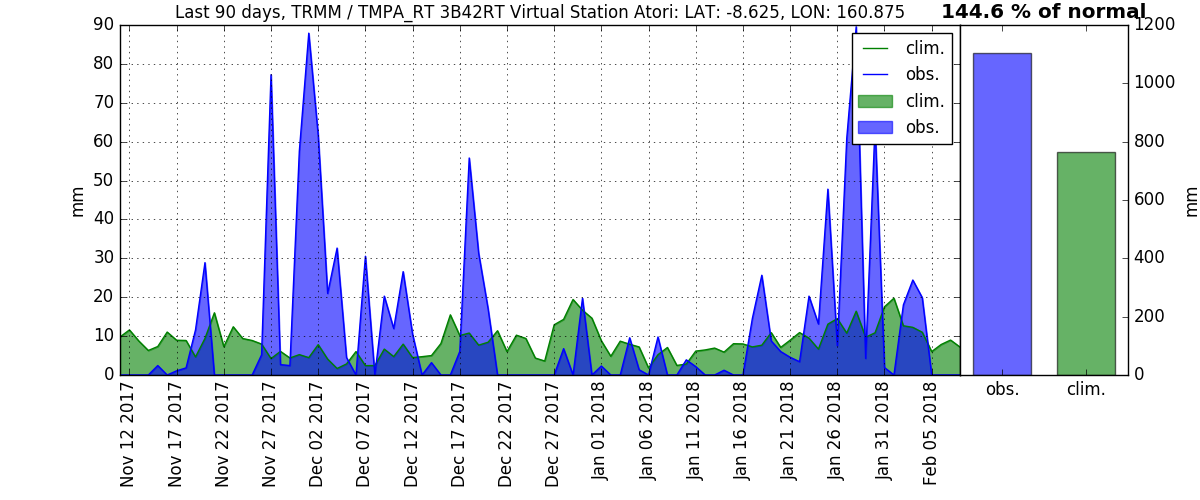 Last 90 days, TRMM / TMPA_RT 3B42RT Virtual Station Atori: LAT: -8.625, LON: 160.875
144.6 % of normal
90
80
70
60
50
40
30
20
10
0
mm
clim.
obs.
clim.
obs.
1200
1000
800
600
400
200
0
mm
Nov 12 2017
Nov 17 2017
Nov 22 2017
Nov 27 2017
Dec 02 2017
Dec 07 2017
Dec 12 2017
Dec 17 2017
Dec 22 2017
Dec 27 2017
Jan 01 2018
Jan 06 2018
Jan 11 2018
Jan 16 2018
Jan 21 2018
Jan 26 2018
Jan 31 2018
Feb 05 2018
obs.
clim.